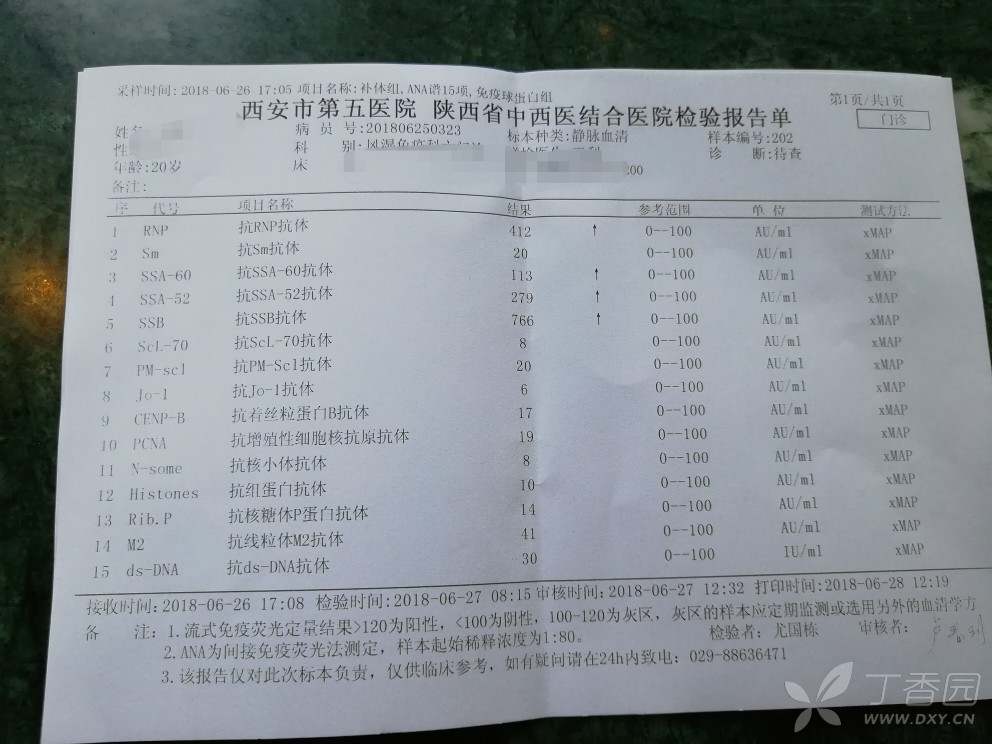 采样时间: 2018-06-26 17:05 项目名称: 补体组, ANA谱15项, 免疫球蛋白组
西安市第五医院 陕西省中西医结合医院检验报告单
第1页/共1页
门诊
姓 病 员 号:201806250323 标本种类:静脉血清 样本编号:202
性 科 别:风湿免疫科 诊 断:待查
年龄:20岁 床 200
备注:
序 代号 项目名称 结果 参考范围 单 位 测试方法
1 RNP 抗RNP抗体 412 ↑ 0--100 AU/ml xMAP
2 Sm 抗Sm抗体 20 0--100 AU/ml xMAP
3 SSA-60 抗SSA-60抗体 113 ↑ 0--100 AU/ml xMAP
4 SSA-52 抗SSA-52抗体 279 ↑ 0--100 AU/ml xMAP
5 SSB 抗SSB抗体 766 ↑ 0--100 AU/ml xMAP
6 ScL-70 抗ScL-70抗体 8 0--100 AU/ml xMAP
7 PM-scl 抗PM-Scl抗体 20 0--100 AU/ml xMAP
8 Jo-1 抗Jo-1抗体 6 0--100 AU/ml xMAP
9 CENP-B 抗着丝粒蛋白B抗体 17 0--100 AU/ml xMAP
10 PCNA 抗增殖性细胞核抗原抗体 19 0--100 AU/ml xMAP
11 N-some 抗核小体抗体 8 0--100 AU/ml xMAP
12 Histones 抗组蛋白抗体 10 0--100 AU/ml xMAP
13 Rib.P 抗核糖体P蛋白抗体 14 0--100 AU/ml xMAP
14 M2 抗线粒体M2抗体 41 0--100 AU/ml xMAP
15 ds-DNA 抗ds-DNA抗体 30 0--100 IU/ml xMAP
接收时间: 2018-06-26 17:08 检验时间: 2018-06-27 08:15 审核时间: 2018-06-27 12:32 打印时间: 2018-06-28 12:19
备 注: 1.流式免疫荧光定量结果>120为阳性, <100为阴性, 100-120为灰区, 灰区的样本应定期监测或选用另外的血清学方
2.ANA为间接免疫荧光法测定, 样本起始稀释浓度为1:80。 检验者: 尤国栋 审核者:
3.该报告仅对此次标本负责, 仅供临床参考, 如有疑问请在24h内致电: 029-88636471
丁香园
WWW.DXY.CN